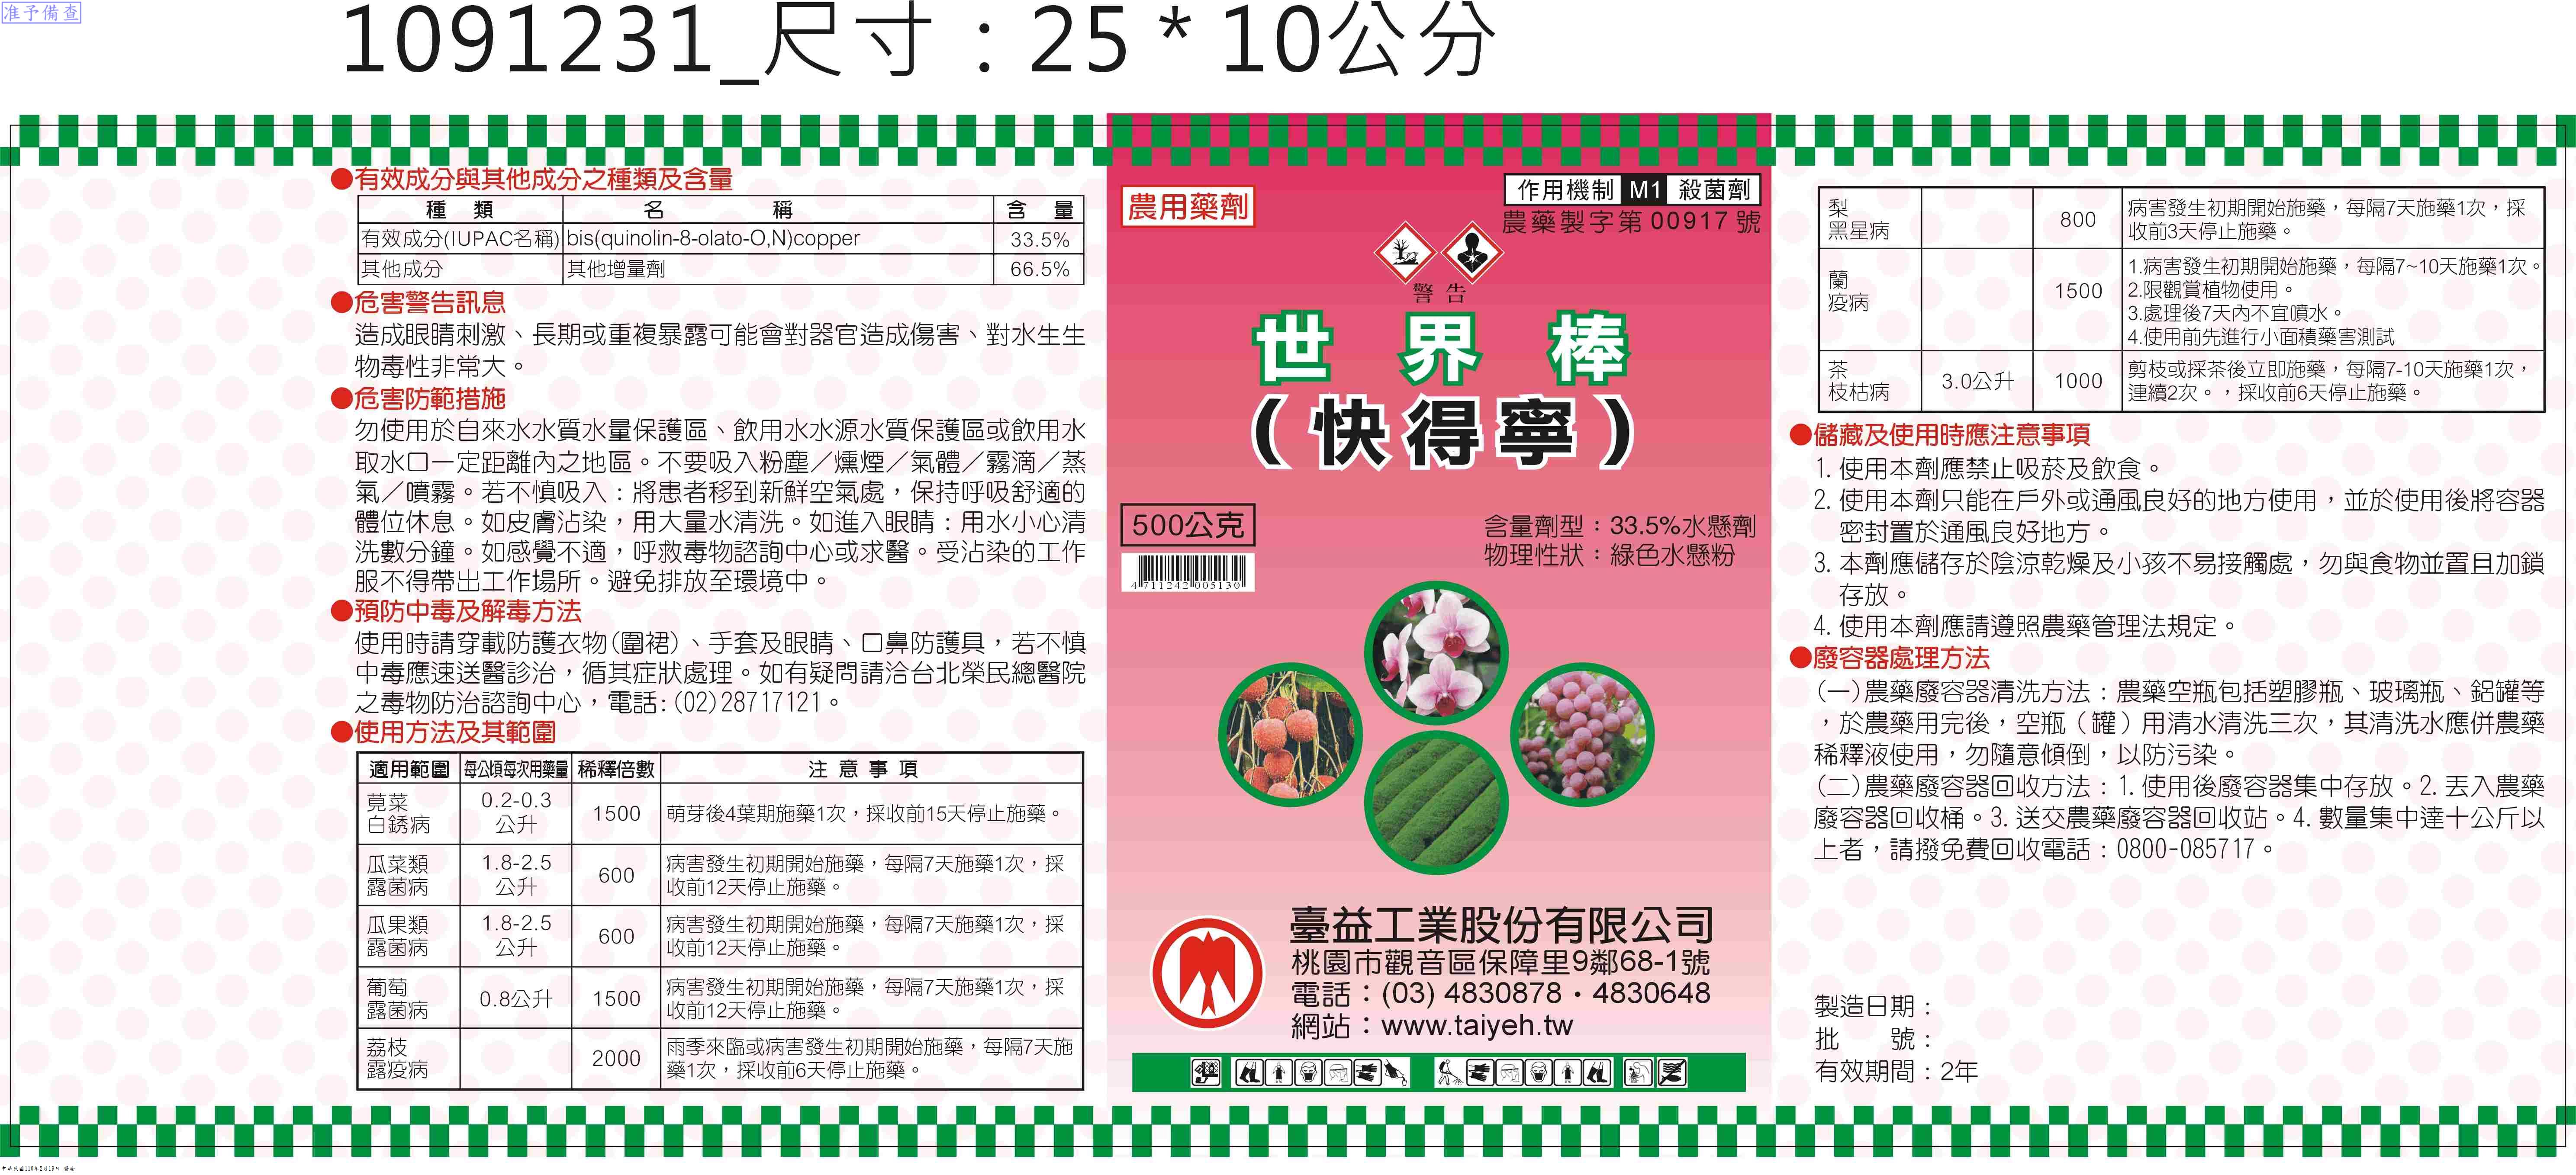 准予備查
1091231_尺寸：25＊10公分
●有效成分與其他成分之種類及含量
種　類　名　稱　含　量
有效成分(IUPAC名稱) bis(quinolin-8-olato-O,N)copper 33.5%
其他成分 其他增量劑 66.5%
●危害警告訊息
造成眼睛刺激、長期或重複暴露可能會對器官造成傷害、對水生生
物毒性非常大。
●危害防範措施
勿使用於自來水水質水量保護區、飲用水水源水質保護區或飲用水
取水口一定距離內之地區。不要吸入粉塵／燻煙／氣體／霧滴／蒸
氣／噴霧。若不慎吸入：將患者移到新鮮空氣處，保持呼吸舒適的
體位休息。如皮膚沾染，用大量水清洗。如進入眼睛：用水小心清
洗數分鐘。如感覺不適，呼救毒物諮詢中心或求醫。受沾染的工作
服不得帶出工作場所。避免排放至環境中。
●預防中毒及解毒方法
使用時請穿載防護衣物(圍裙)、手套及眼睛、口鼻防護具，若不慎
中毒應速送醫診治，循其症狀處理。如有疑問請洽台北榮民總醫院
之毒物防治諮詢中心，電話:(02)28717121。
●使用方法及其範圍
適用範圍 每公頃每次用藥量 稀釋倍數 注意事項
莧菜
白銹病
0.2-0.3
公升
1500
萌芽後4葉期施藥1次，採收前15天停止施藥。
瓜菜類
露菌病
1.8-2.5
公升
600
病害發生初期開始施藥，每隔7天施藥1次，採
收前12天停止施藥。
瓜果類
露菌病
1.8-2.5
公升
600
病害發生初期開始施藥，每隔7天施藥1次，採
收前12天停止施藥。
葡萄
露菌病
0.8公升
1500
病害發生初期開始施藥，每隔7天施藥1次，採
收前12天停止施藥。
荔枝
露疫病
2000
雨季來臨或病害發生初期開始施藥，每隔7天施
藥1次，採收前6天停止施藥。
農用藥劑
作用機制 M1 殺菌劑
農藥製字第00917號
警告
世界棒
（快得寧）
500公克
4 711242 005130
含量劑型：33.5%水懸劑
物理性狀：綠色水懸粉
臺益工業股份有限公司
桃園市觀音區保障里9鄰68-1號
電話：(03) 4830878・4830648
網站：www.taiyeh.tw
梨
黑星病
800
病害發生初期開始施藥，每隔7天施藥1次，採
收前3天停止施藥。
蘭
疫病
1500
1.病害發生初期開始施藥，每隔7~10天施藥1次。
2.限觀賞植物使用。
3.處理後7天內不宜噴水。
4.使用前先進行小面積藥害測試
茶
枝枯病
3.0公升
1000
剪枝或採茶後立即施藥，每隔7-10天施藥1次，
連續2次。，採收前6天停止施藥。
●儲藏及使用時應注意事項
1.使用本劑應禁止吸菸及飲食。
2.使用本劑只能在戶外或通風良好的地方使用，並於使用後將容器
密封置於通風良好地方。
3.本劑應儲存於陰涼乾燥及小孩不易接觸處，勿與食物並置且加鎖
存放。
4.使用本劑應請遵照農藥管理法規定。
●廢容器處理方法
(一)農藥廢容器清洗方法：農藥空瓶包括塑膠瓶、玻璃瓶、鋁罐等
，於農藥用完後，空瓶（罐）用清水清洗三次，其清洗水應併農藥
稀釋液使用，勿隨意傾倒，以防污染。
(二)農藥廢容器回收方法：1.使用後廢容器集中存放。2.丟入農藥
廢容器回收桶。3.送交農藥廢容器回收站。4.數量集中達十公斤以
上者，請撥免費回收電話：0800-085717。
製造日期：
批　　號：
有效期間：2年